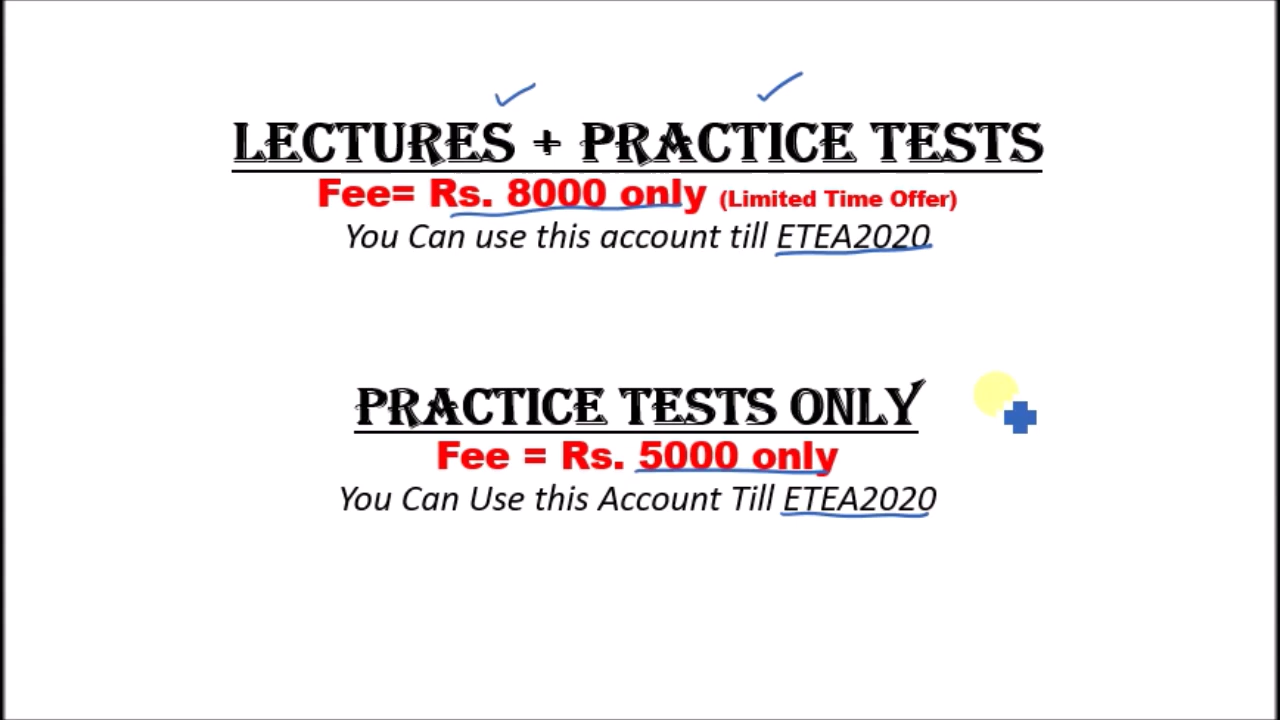 LECTURES + PRACTICE TESTS
Fee= Rs. 8000 only (Limited Time Offer)
You Can use this account till ETEA2020
PRACTICE TESTS ONLY
Fee = Rs. 5000 only
You Can Use this Account Till ETEA2020